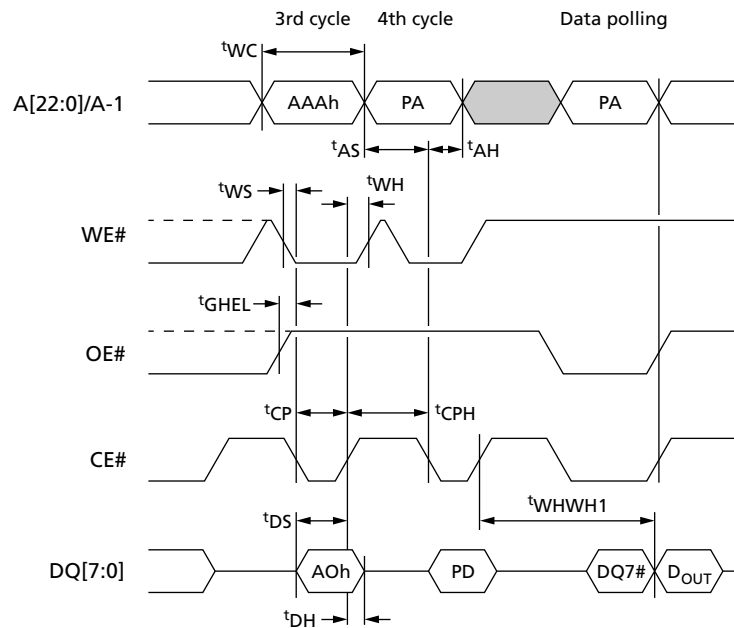 3rd cycle 4th cycle Data polling
tWC
A[22:0]/A-1 AAAh PA PA
tAS tAH
tWS tWH
WE#
tGHEL
OE#
tCP tCPH
CE#
tWHWH1
tDS
DQ[7:0] AOh PD DQ7# DOUT
tDH